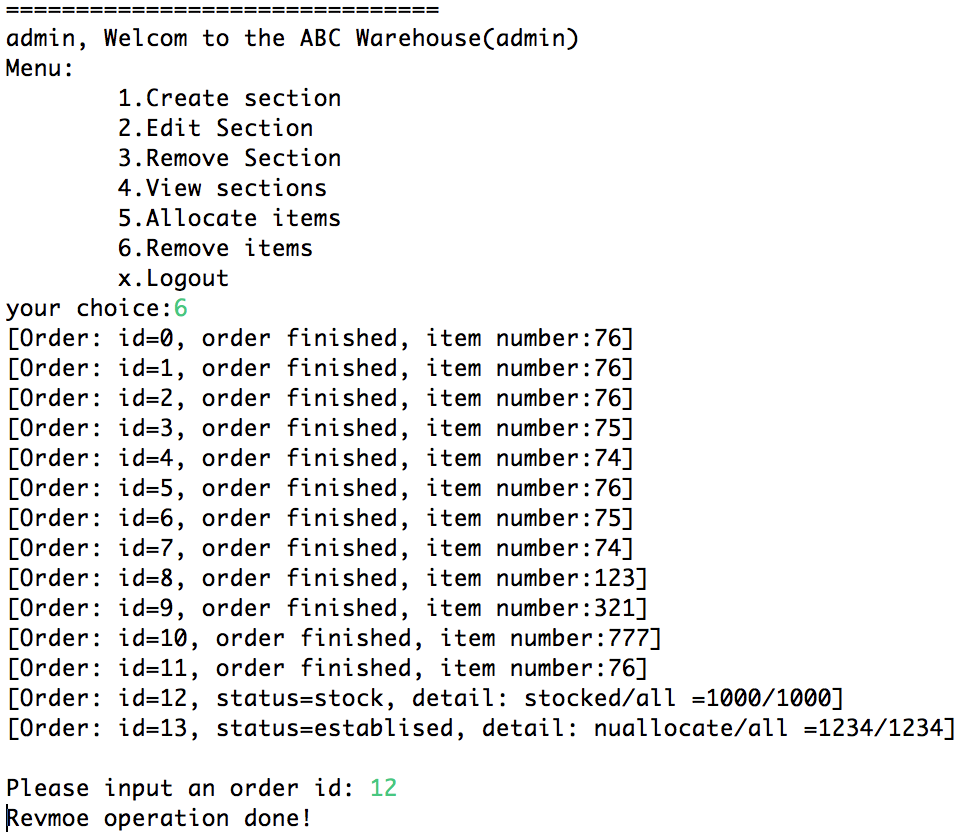 ===============================
admin, Welcom to the ABC Warehouse(admin)
Menu:
1.Create section
2.Edit Section
3.Remove Section
4.View sections
5.Allocate items
6.Remove items
x.Logout
your choice:6
[Order: id=0, order finished, item number:76]
[Order: id=1, order finished, item number:76]
[Order: id=2, order finished, item number:76]
[Order: id=3, order finished, item number:75]
[Order: id=4, order finished, item number:74]
[Order: id=5, order finished, item number:76]
[Order: id=6, order finished, item number:75]
[Order: id=7, order finished, item number:74]
[Order: id=8, order finished, item number:123]
[Order: id=9, order finished, item number:321]
[Order: id=10, order finished, item number:777]
[Order: id=11, order finished, item number:76]
[Order: id=12, status=stock, detail: stocked/all =1000/1000]
[Order: id=13, status=establised, detail: nuallocate/all =1234/1234]
Please input an order id: 12
Revmoe operation done!